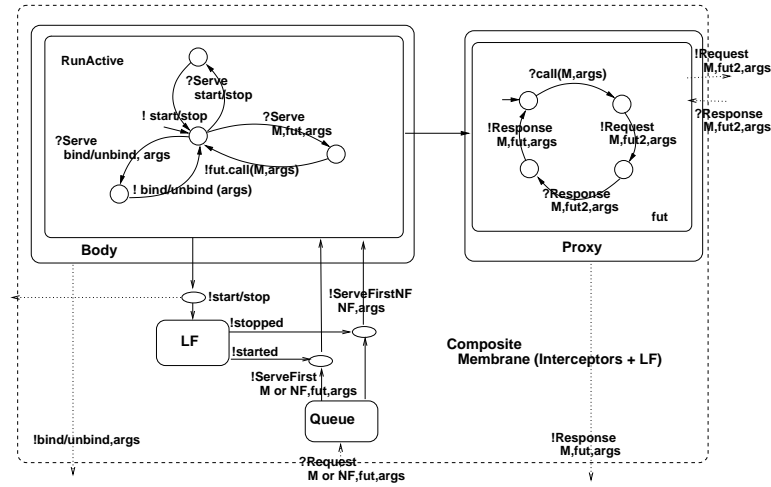 RunActive
?Serve
start/stop
! start/stop
?Serve
M,fut,args
?Serve
bind/unbind, args
!fut.call(M,args)
! bind/unbind (args)
Body
?call(M,args)
!Response
M,fut,args
!Request
M,fut2,args
?Response
M,fut2,args
fut
Proxy
!Request
M,fut2,args
?Response
M,fut2,args
!start/stop
!ServeFirstNF
NF,args
LF
!stopped
!started
!ServeFirst
M or NF,fut,args
Queue
Composite
Membrane (Interceptors + LF)
!bind/unbind,args
?Request
M or NF,fut,args
!Response
M,fut,args